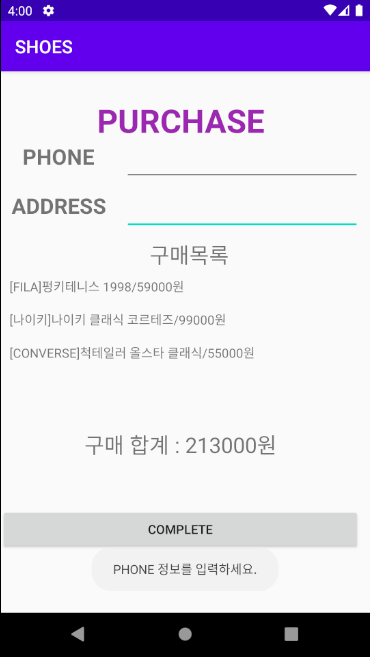 4:00
SHOES
PURCHASE
PHONE
ADDRESS
구매목록
[FILA]펑키테니스 1998/59000원
[나이키]나이키 클래식 코르테즈/99000원
[CONVERSE]척테일러 올스타 클래식/55000원
구매 합계 : 213000원
COMPLETE
PHONE 정보를 입력하세요.